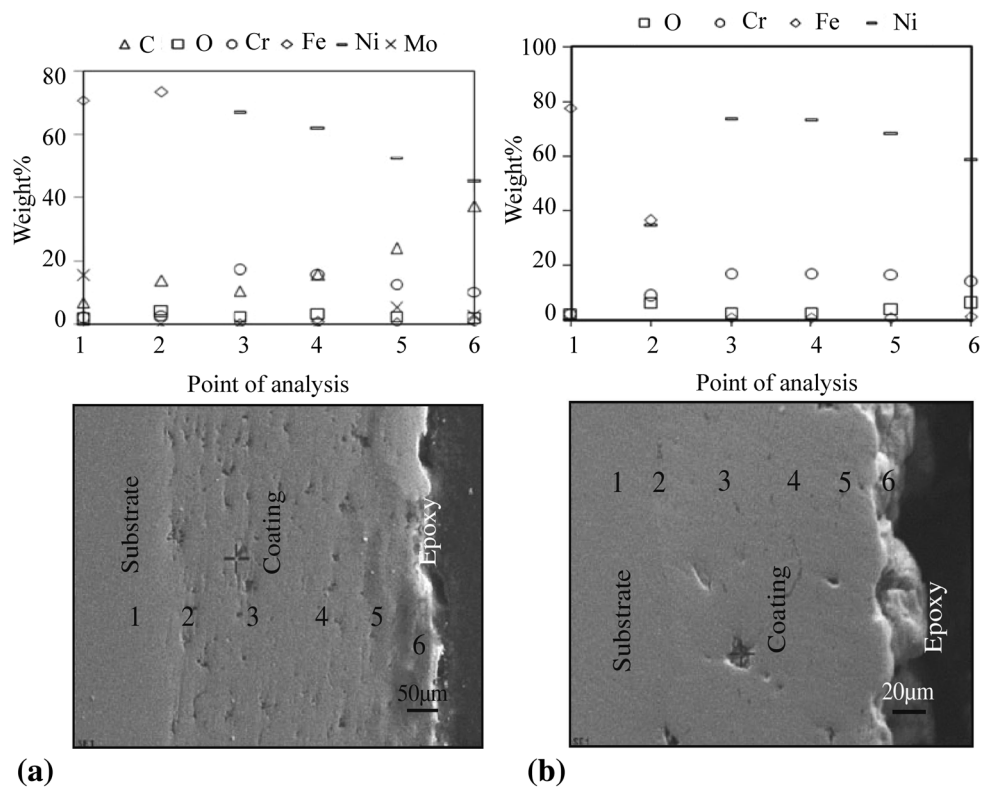 C O Cr Fe Ni Mo
80
60
40
20
0
Weight%
1 2 3 4 5 6
Point of analysis
Substrate
Coating
Epoxy
1 2 3 4 5 6
50μm
(a)
O Cr Fe Ni
100
80
60
40
20
0
Weight%
1 2 3 4 5 6
Point of analysis
1 2 3 4 5 6
Substrate
Coating
Epoxy
20μm
(b)